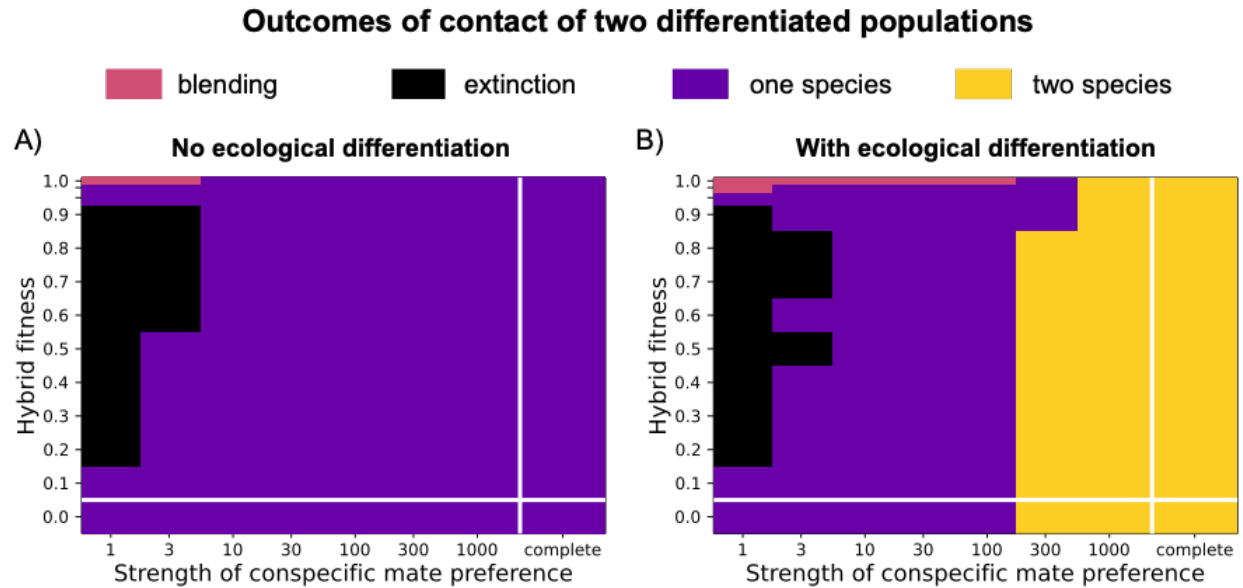 Outcomes of contact of two differentiated populations
blending extinction one species two species
A) No ecological differentiation
Hybrid fitness
1.0
0.9
0.8
0.7
0.6
0.5
0.4
0.3
0.2
0.1
0.0
1 3 10 30 100 300 1000 complete
Strength of conspecific mate preference
B) With ecological differentiation
Hybrid fitness
1.0
0.9
0.8
0.7
0.6
0.5
0.4
0.3
0.2
0.1
0.0
1 3 10 30 100 300 1000 complete
Strength of conspecific mate preference